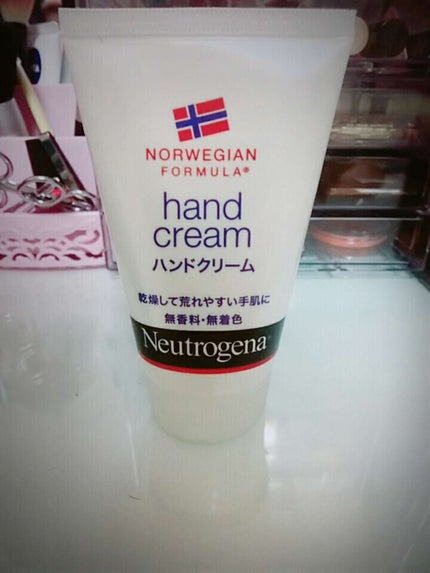 NORWEGIAN
FORMULA®
hand
cream
ハンドクリーム
乾燥して荒れやすい手肌に
無香料・無着色
Neutrogena®